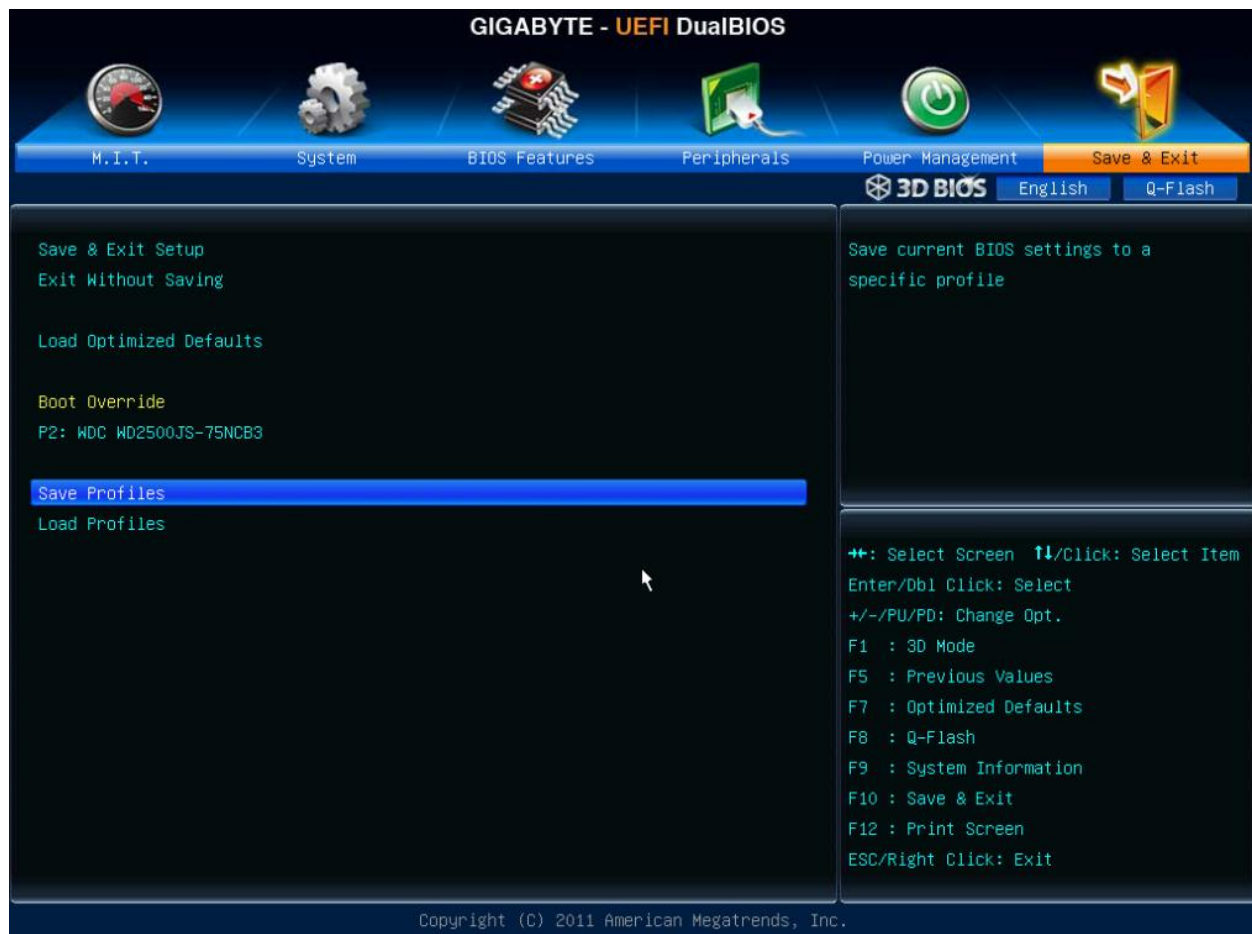 GIGABYTE - UEFI DualBIOS
M.I.T. System BIOS Features Peripherals Power Management Save & Exit
3D BIOS English Q-Flash
Save & Exit Setup
Exit Without Saving
Load Optimized Defaults
Boot Override
P2: WDC WD2500JS-75NCB3
Save Profiles
Load Profiles
Save current BIOS settings to a
specific profile
→←: Select Screen ↑↓/Click: Select Item
Enter/Dbl Click: Select
+/-/PU/PD: Change Opt.
F1 : 3D Mode
F5 : Previous Values
F7 : Optimized Defaults
F8 : Q-Flash
F9 : System Information
F10 : Save & Exit
F12 : Print Screen
ESC/Right Click: Exit
Copyright (C) 2011 American Megatrends, Inc.